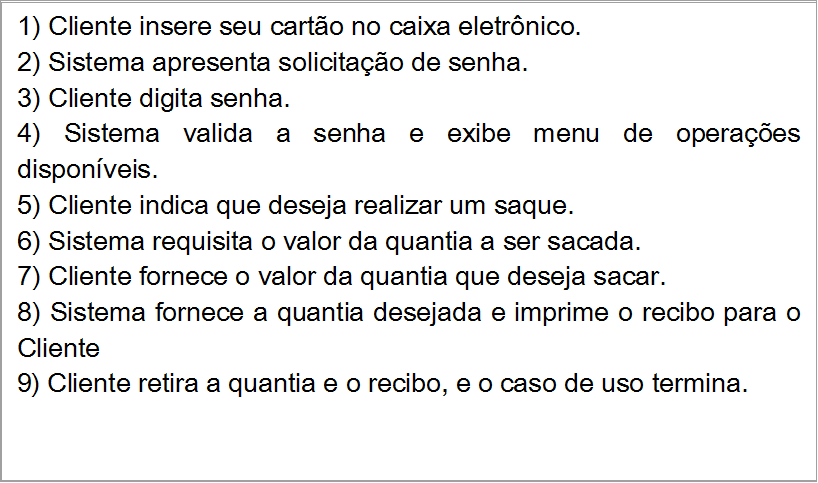 1) Cliente insere seu cartão no caixa eletrônico.
2) Sistema apresenta solicitação de senha.
3) Cliente digita senha.
4) Sistema valida a senha e exibe menu de operações
disponíveis.
5) Cliente indica que deseja realizar um saque.
6) Sistema requisita o valor da quantia a ser sacada.
7) Cliente fornece o valor da quantia que deseja sacar.
8) Sistema fornece a quantia desejada e imprime o recibo para o
Cliente
9) Cliente retira a quantia e o recibo, e o caso de uso termina.